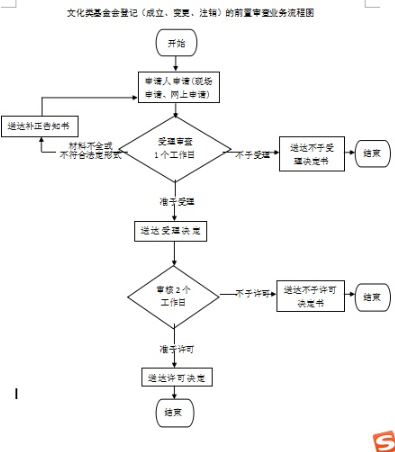 文化类基金会登记（成立、变更、注销）的前置审查业务流程图
开始
申请人申请(现场
申请、网上申请)
送达补正告知书
材料不全或
不符合法定形式
受理审查
1个工作日
不予受理
送达不予受
理决定书
结束
准予受理
送达受理决定
审核2个
工作日
不予许可
送达不予许可
决定书
结束
准予许可
送达许可决定
结束